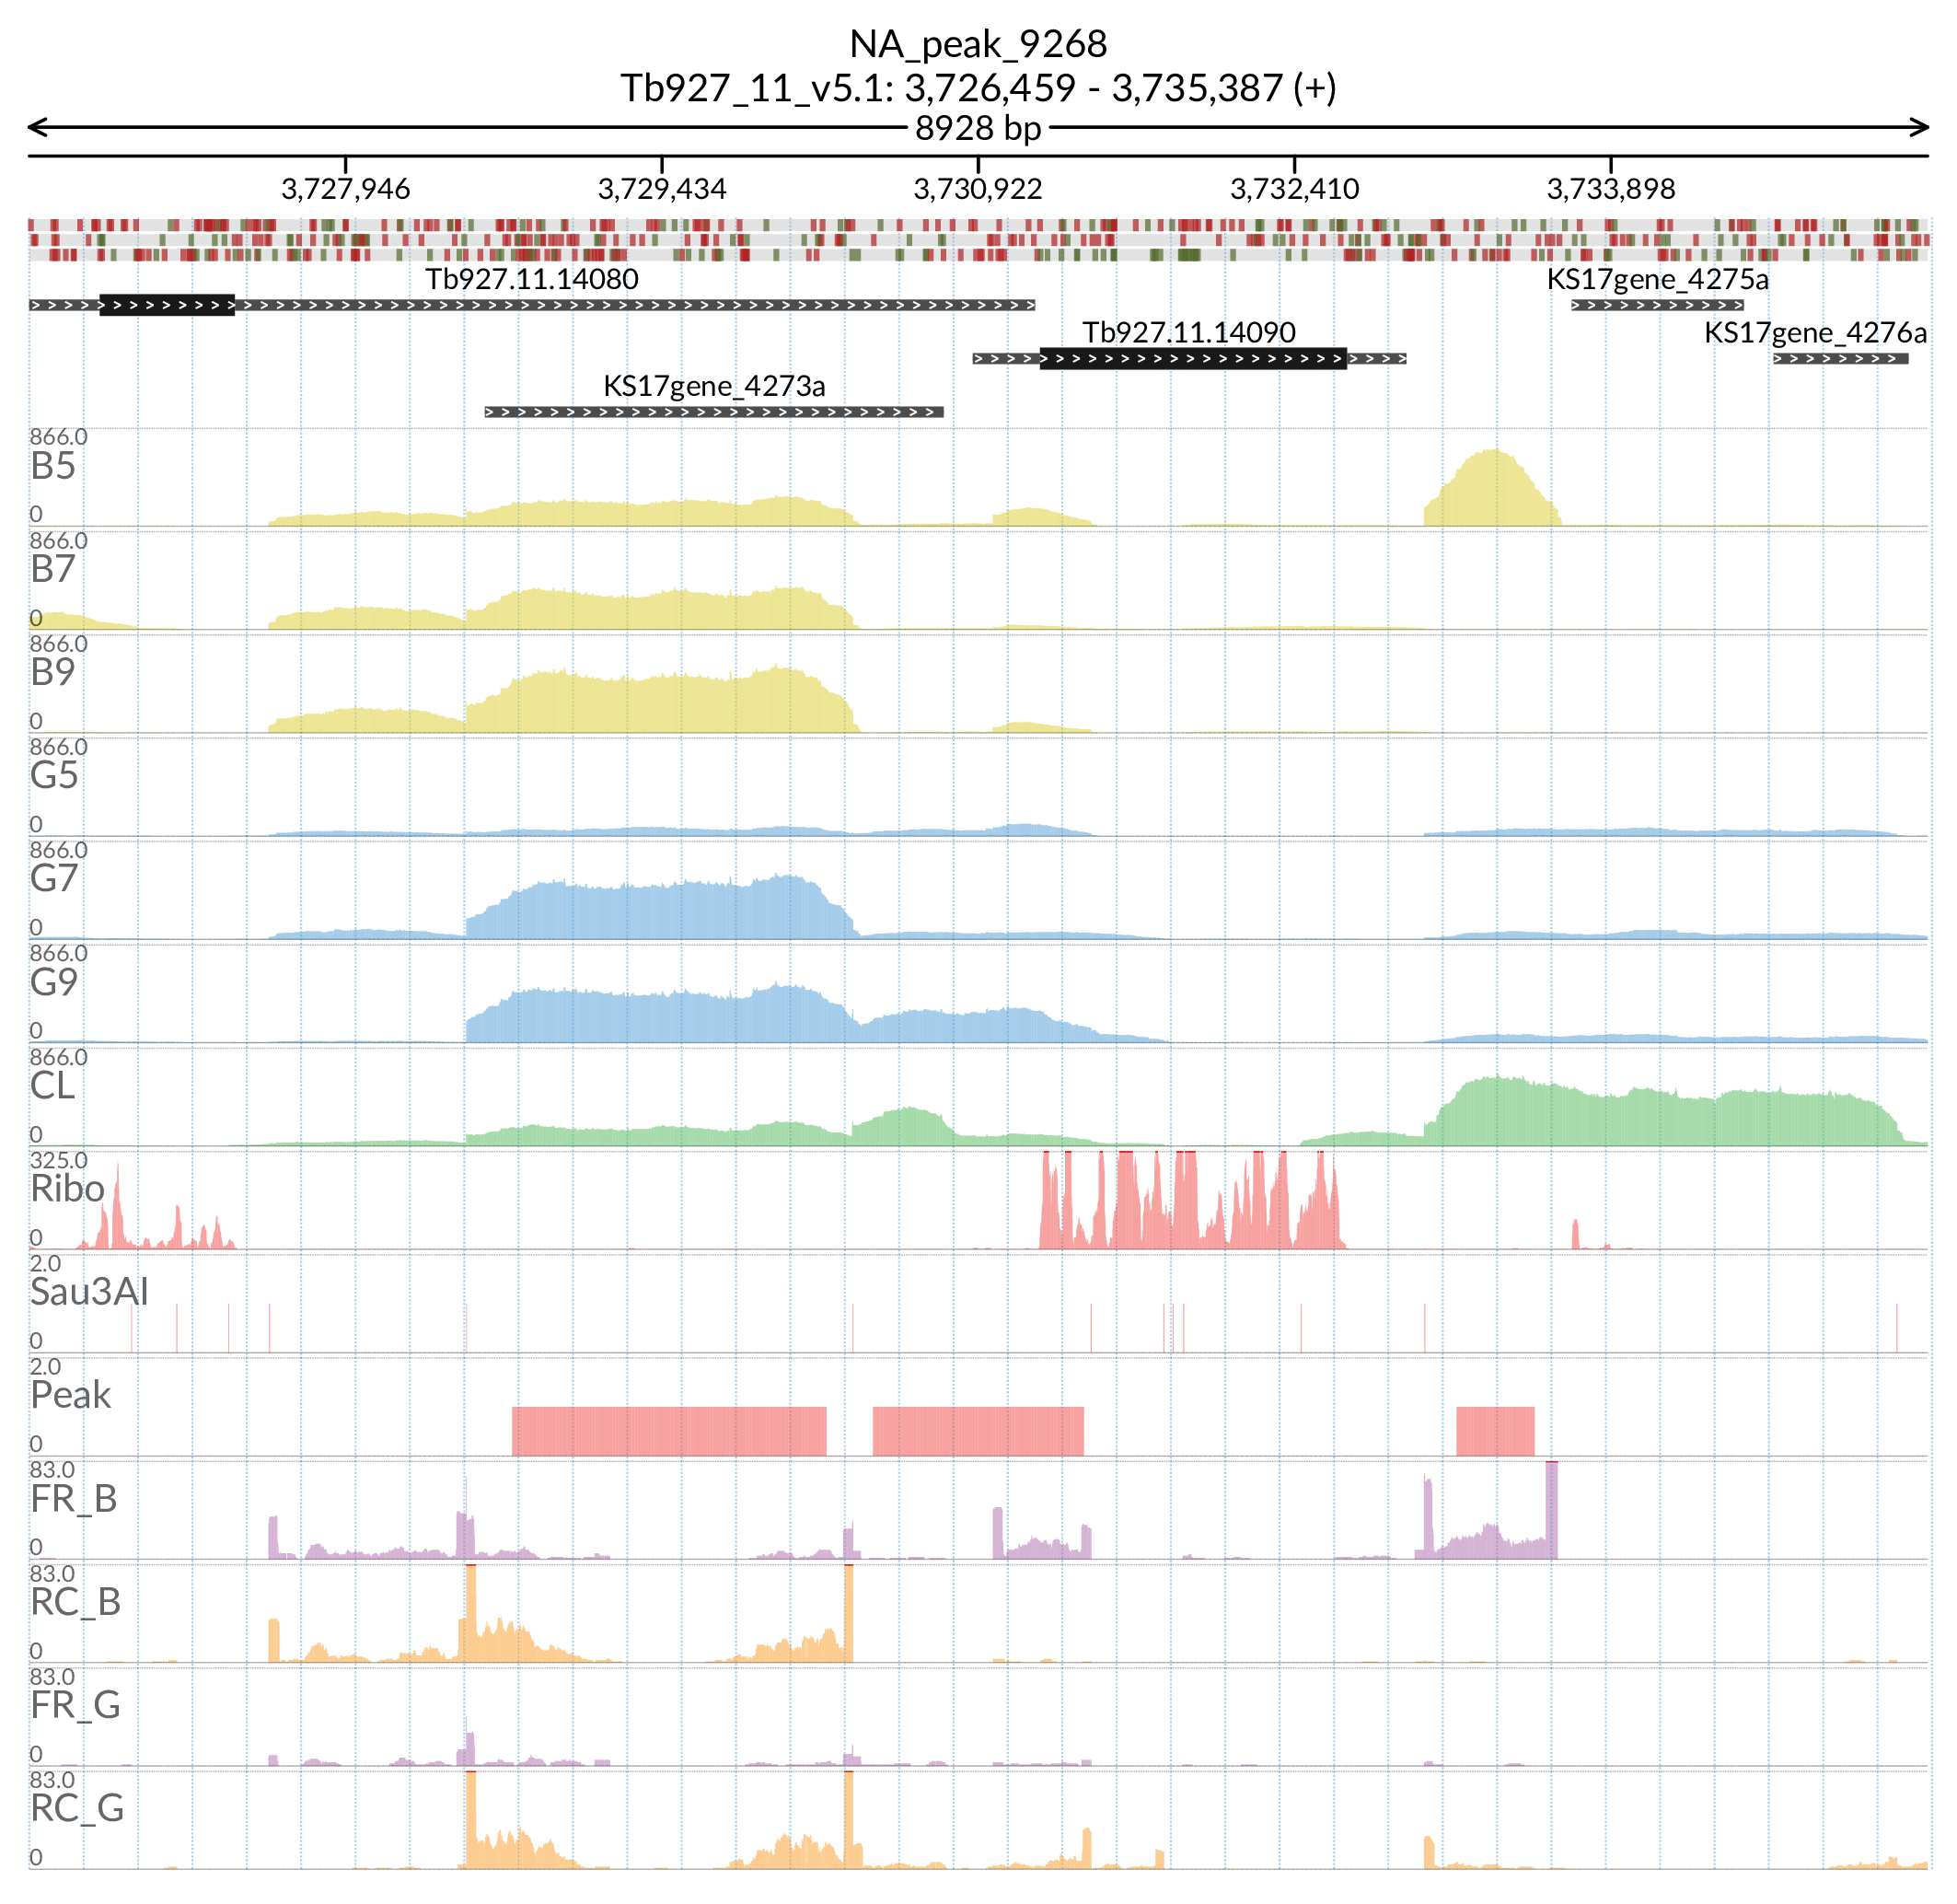 NA_peak_9268
Tb927_11_v5.1: 3,726,459 - 3,735,387 (+)
8928 bp
3,727,946 3,729,434 3,730,922 3,732,410 3,733,898
Tb927.11.14080 KS17gene_4275a
Tb927.11.14090 KS17gene_4276a
KS17gene_4273a
866.0
B5
0
866.0
B7
0
866.0
B9
0
866.0
G5
0
866.0
G7
0
866.0
G9
0
866.0
CL
0
325.0
Ribo
0
2.0
Sau3AI
0
2.0
Peak
0
83.0
FR_B
0
83.0
RC_B
0
83.0
FR_G
0
83.0
RC_G
0